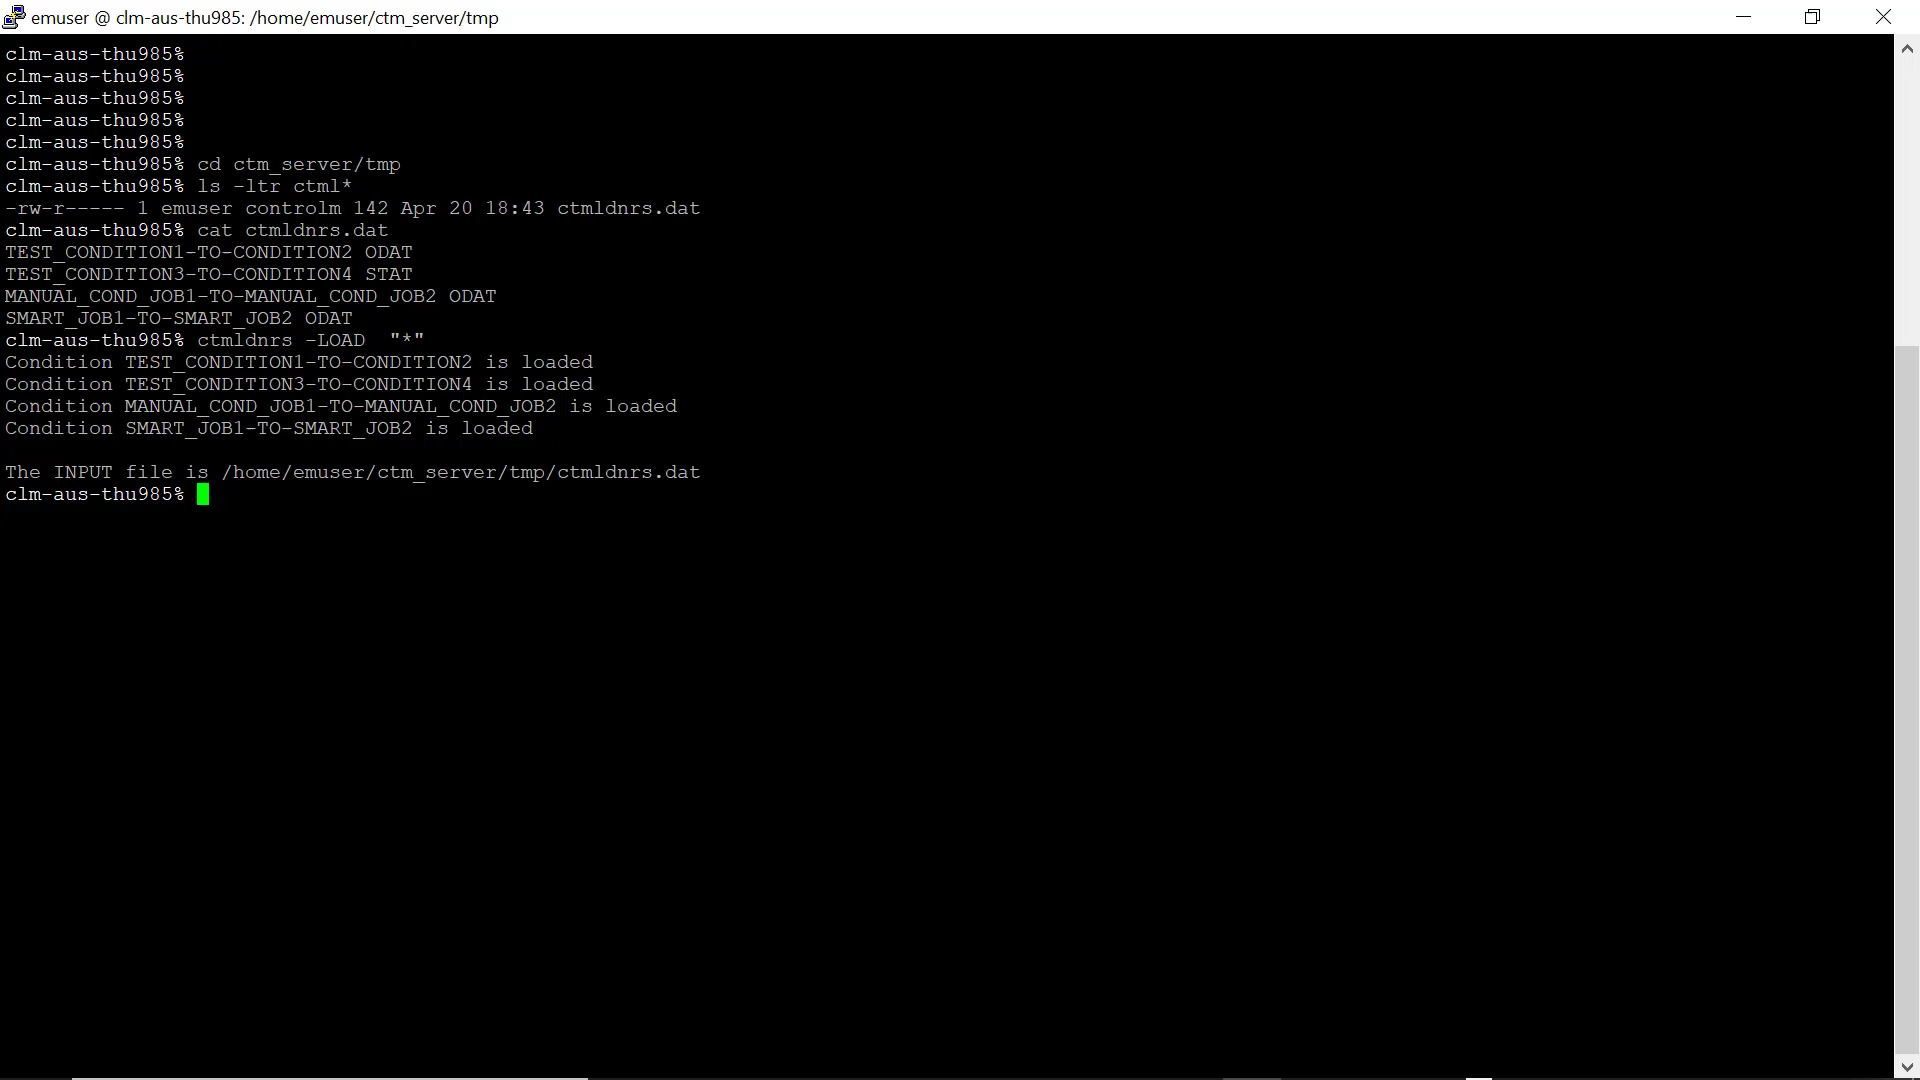 emuser @ clm-aus-thu985: /home/emuser/ctm_server/tmp
clm-aus-thu985%
clm-aus-thu985%
clm-aus-thu985%
clm-aus-thu985%
clm-aus-thu985%
clm-aus-thu985% cd ctm_server/tmp
clm-aus-thu985% ls -ltr ctml*
-rw-r----- 1 emuser controlm 142 Apr 20 18:43 ctmldnrs.dat
clm-aus-thu985% cat ctmldnrs.dat
TEST_CONDITION1-TO-CONDITION2 ODAT
TEST_CONDITION3-TO-CONDITION4 STAT
MANUAL_COND_JOB1-TO-MANUAL_COND_JOB2 ODAT
SMART_JOB1-TO-SMART_JOB2 ODAT
clm-aus-thu985% ctmldnrs -LOAD  "*"
Condition TEST_CONDITION1-TO-CONDITION2 is loaded
Condition TEST_CONDITION3-TO-CONDITION4 is loaded
Condition MANUAL_COND_JOB1-TO-MANUAL_COND_JOB2 is loaded
Condition SMART_JOB1-TO-SMART_JOB2 is loaded
The INPUT file is /home/emuser/ctm_server/tmp/ctmldnrs.dat
clm-aus-thu985%